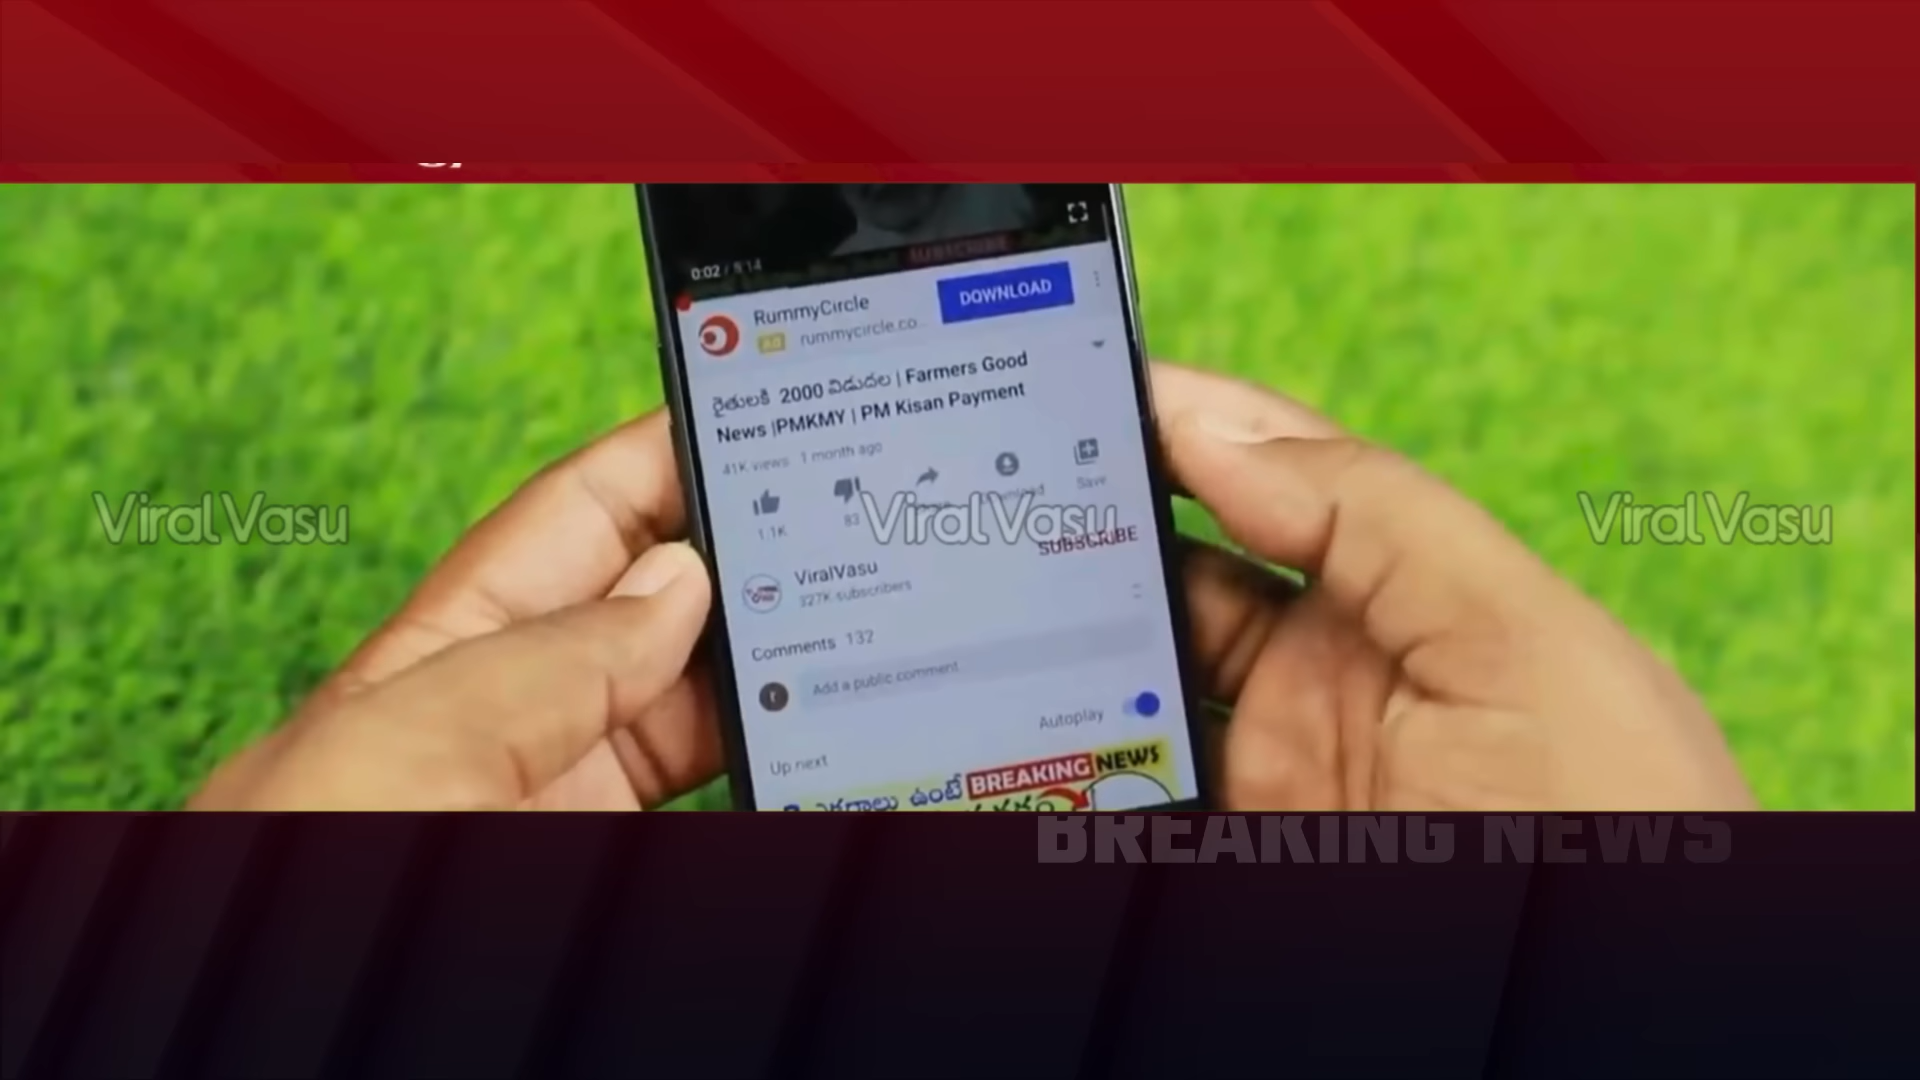 0:02 / 8:14
RummyCircle
DOWNLOAD
Ad rummycircle.co...
రైతులకి 2000 విడుదల | Farmers Good
News |PMKMY | PM Kisan Payment
41K views 1 month ago
1.1K
83
Save
ViralVasu
ViralVasu
ViralVasu
SUBSCRIBE
ViralVasu
327K subscribers
Comments 132
Add a public comment
Autoplay
Up next
BREAKING NEWS
ఉంటే
BREAKING NEWS